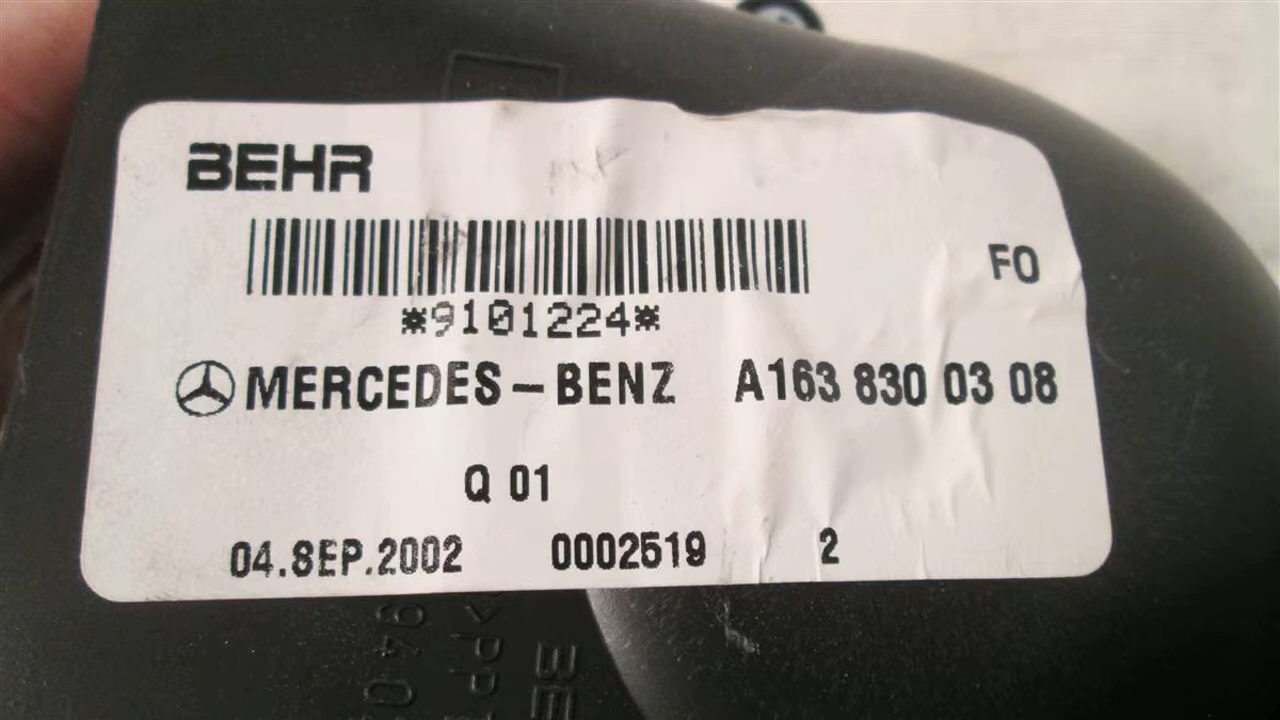 BEHR
FO
*9101224*
MERCEDES-BENZ A163 830 03 08
Q 01
04.SEP.2002 0002519 2